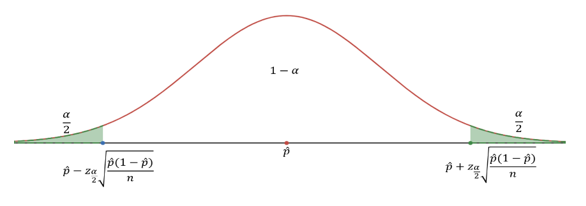 1 − α
α/2
α/2
p̂ − z_{α/2} √(p̂(1 − p̂)/n)
p̂
p̂ + z_{α/2} √(p̂(1 − p̂)/n)